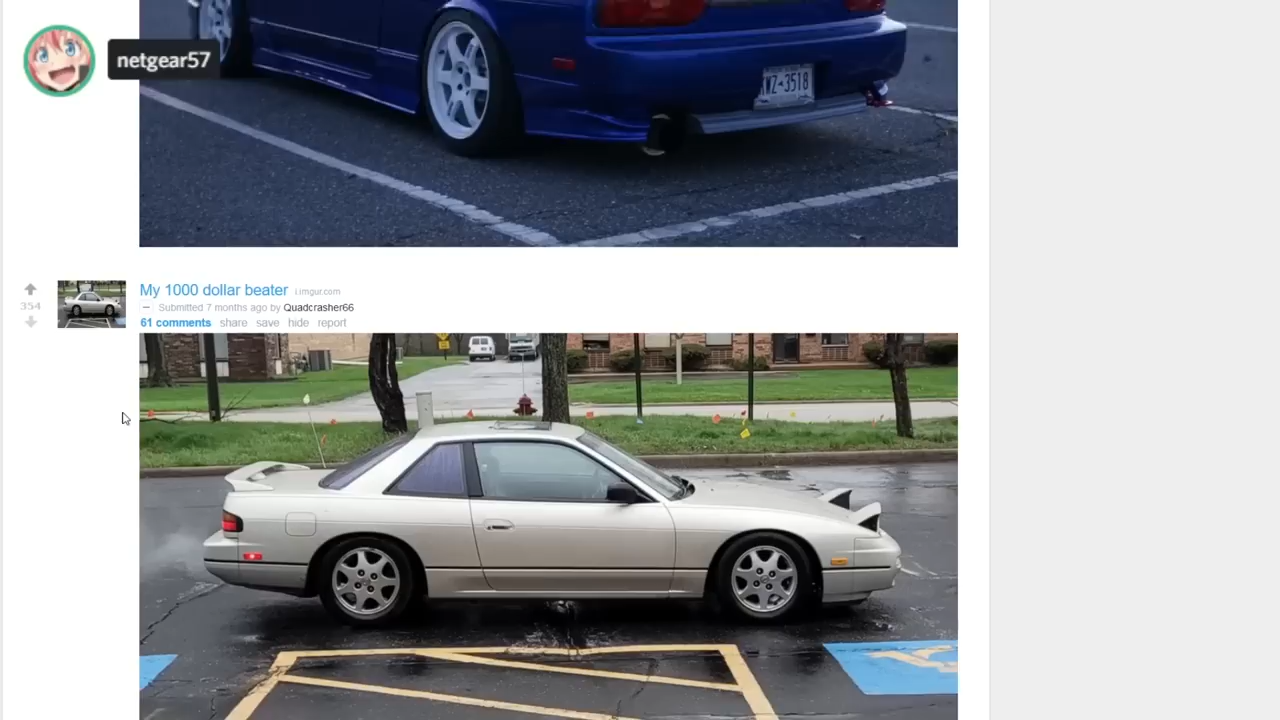 netgear57
WZ-3518
My 1000 dollar beater i.imgur.com
354
Submitted 7 months ago by Quadcrasher66
61 comments share save hide report